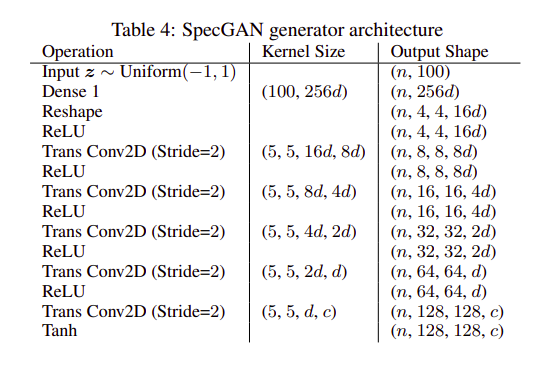 Table 4: SpecGAN generator architecture
Operation Kernel Size Output Shape
Input z ∼ Uniform(−1, 1) (n, 100)
Dense 1 (100, 256d) (n, 256d)
Reshape (n, 4, 4, 16d)
ReLU (n, 4, 4, 16d)
Trans Conv2D (Stride=2) (5, 5, 16d, 8d) (n, 8, 8, 8d)
ReLU (n, 8, 8, 8d)
Trans Conv2D (Stride=2) (5, 5, 8d, 4d) (n, 16, 16, 4d)
ReLU (n, 16, 16, 4d)
Trans Conv2D (Stride=2) (5, 5, 4d, 2d) (n, 32, 32, 2d)
ReLU (n, 32, 32, 2d)
Trans Conv2D (Stride=2) (5, 5, 2d, d) (n, 64, 64, d)
ReLU (n, 64, 64, d)
Trans Conv2D (Stride=2) (5, 5, d, c) (n, 128, 128, c)
Tanh (n, 128, 128, c)